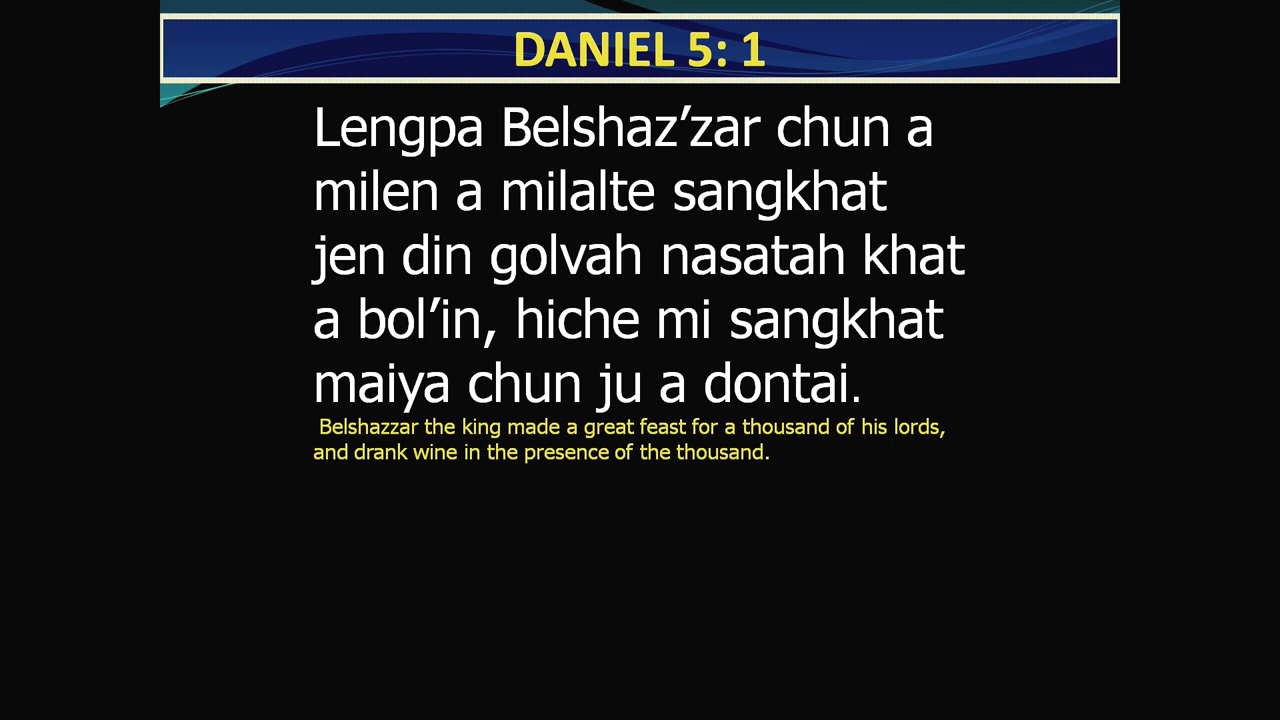 DANIEL 5: 1
Lengpa Belshaz’zar chun a
milen a milalte sangkhat
jen din golvah nasatah khat
a bol’in, hiche mi sangkhat
maiya chun ju a dontai.
Belshazzar the king made a great feast for a thousand of his lords,
and drank wine in the presence of the thousand.